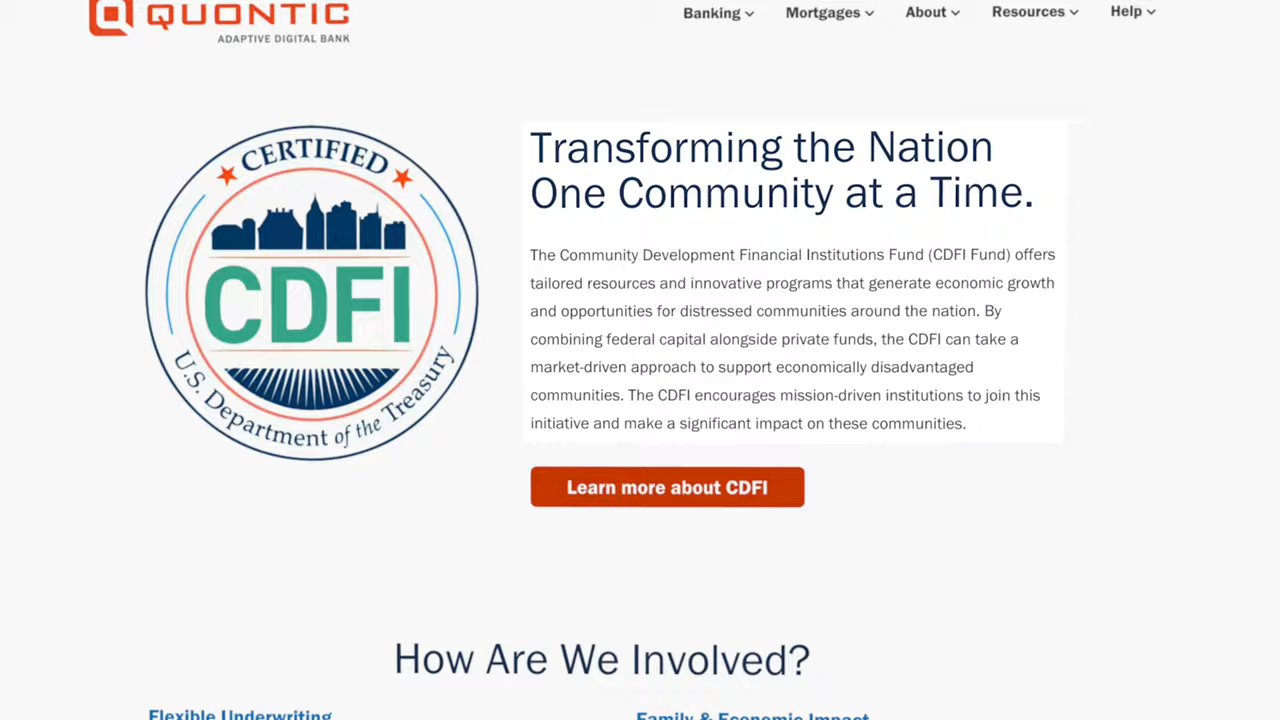 QUONTIC
ADAPTIVE DIGITAL BANK
Banking Mortgages About Resources Help
CERTIFIED
CDFI
U.S. Department of the Treasury
Transforming the Nation
One Community at a Time.
The Community Development Financial Institutions Fund (CDFI Fund) offers
tailored resources and innovative programs that generate economic growth
and opportunities for distressed communities around the nation. By
combining federal capital alongside private funds, the CDFI can take a
market-driven approach to support economically disadvantaged
communities. The CDFI encourages mission-driven institutions to join this
initiative and make a significant impact on these communities.
Learn more about CDFI
How Are We Involved?
Flexible Underwriting
Family & Economic Impact